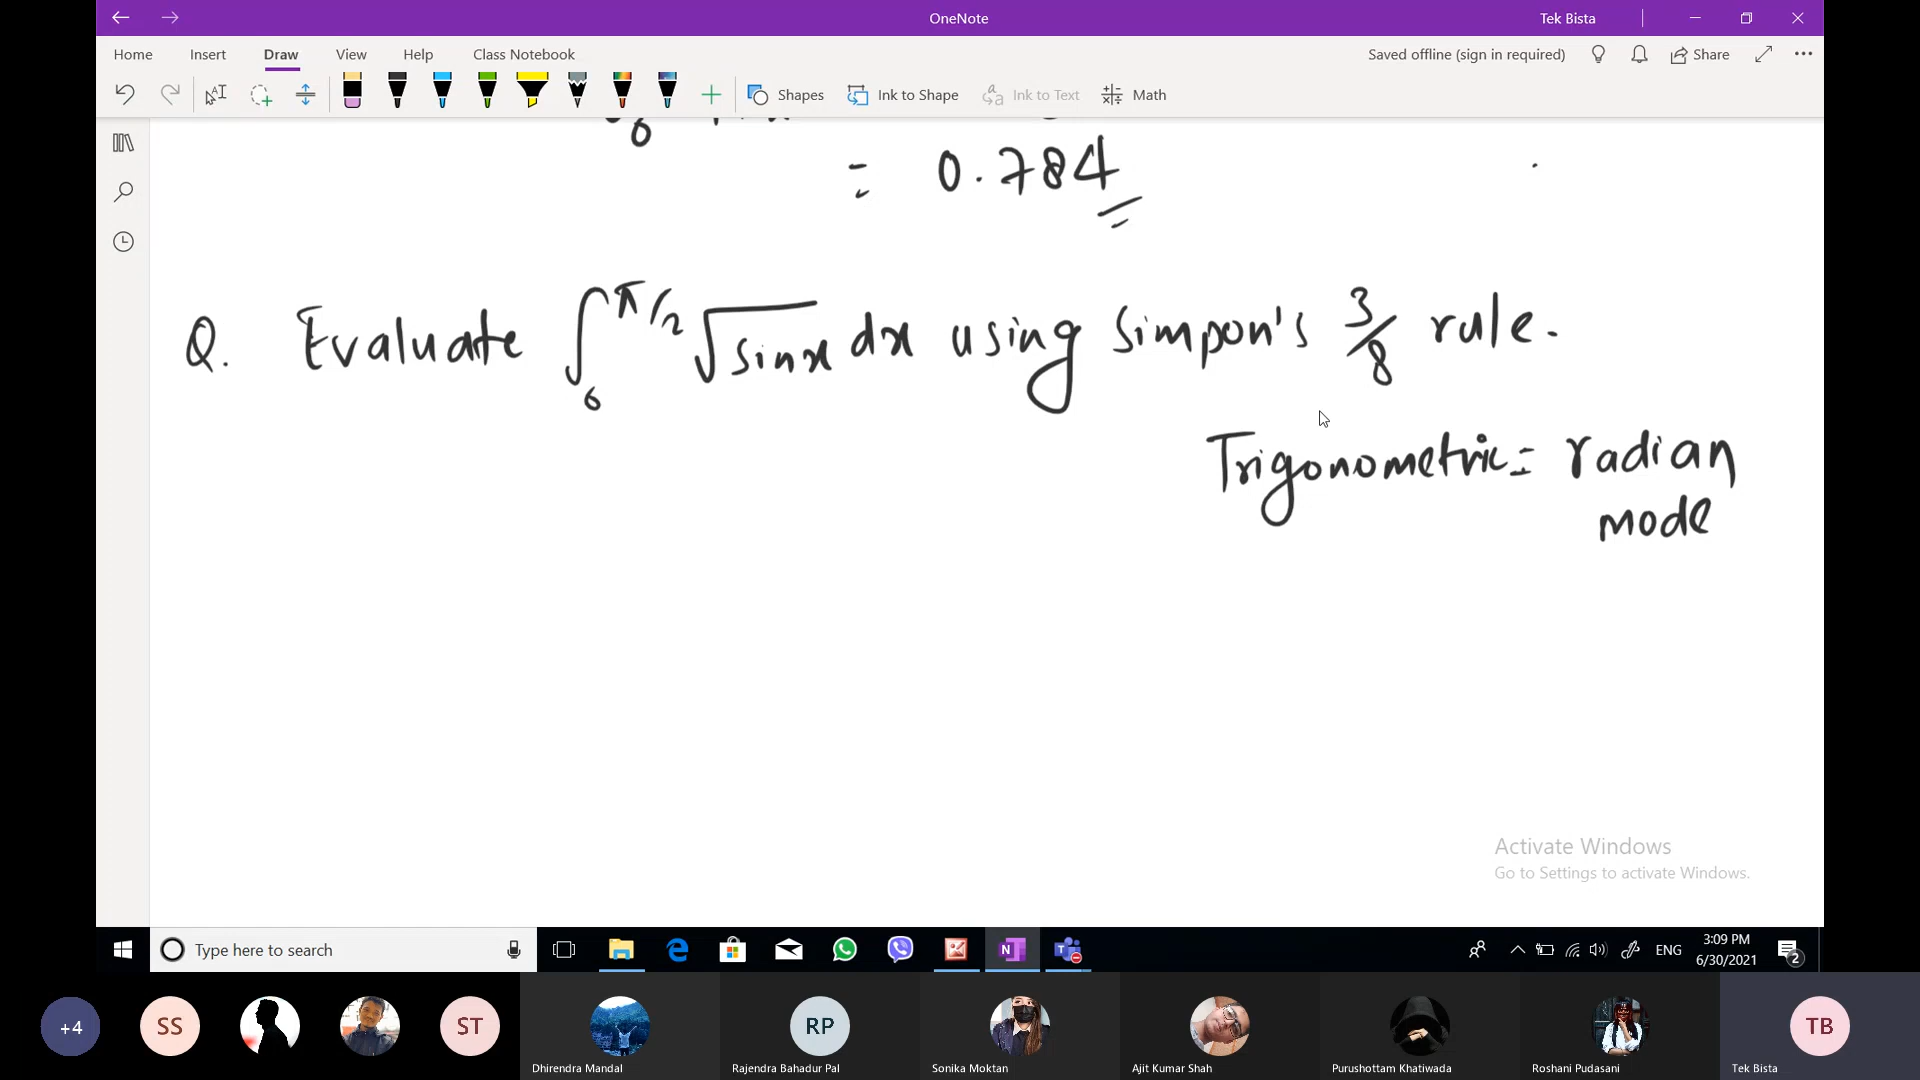 OneNote
Tek Bista
Home Insert Draw View Help Class Notebook
Saved offline (sign in required) Share
Shapes Ink to Shape Ink to Text Math
= 0.784
Q. Evaluate ∫₀^π/2 √sinx dx using Simpon's 3/8 rule.
Trigonometric = radian
mode
Activate Windows
Go to Settings to activate Windows.
Type here to search
ENG
3:09 PM
6/30/2021
2
+4 SS ST RP TB
Dhirendra Mandal Rajendra Bahadur Pal Sonika Moktan Ajit Kumar Shah Purushottam Khatiwada Roshani Pudasani Tek Bista